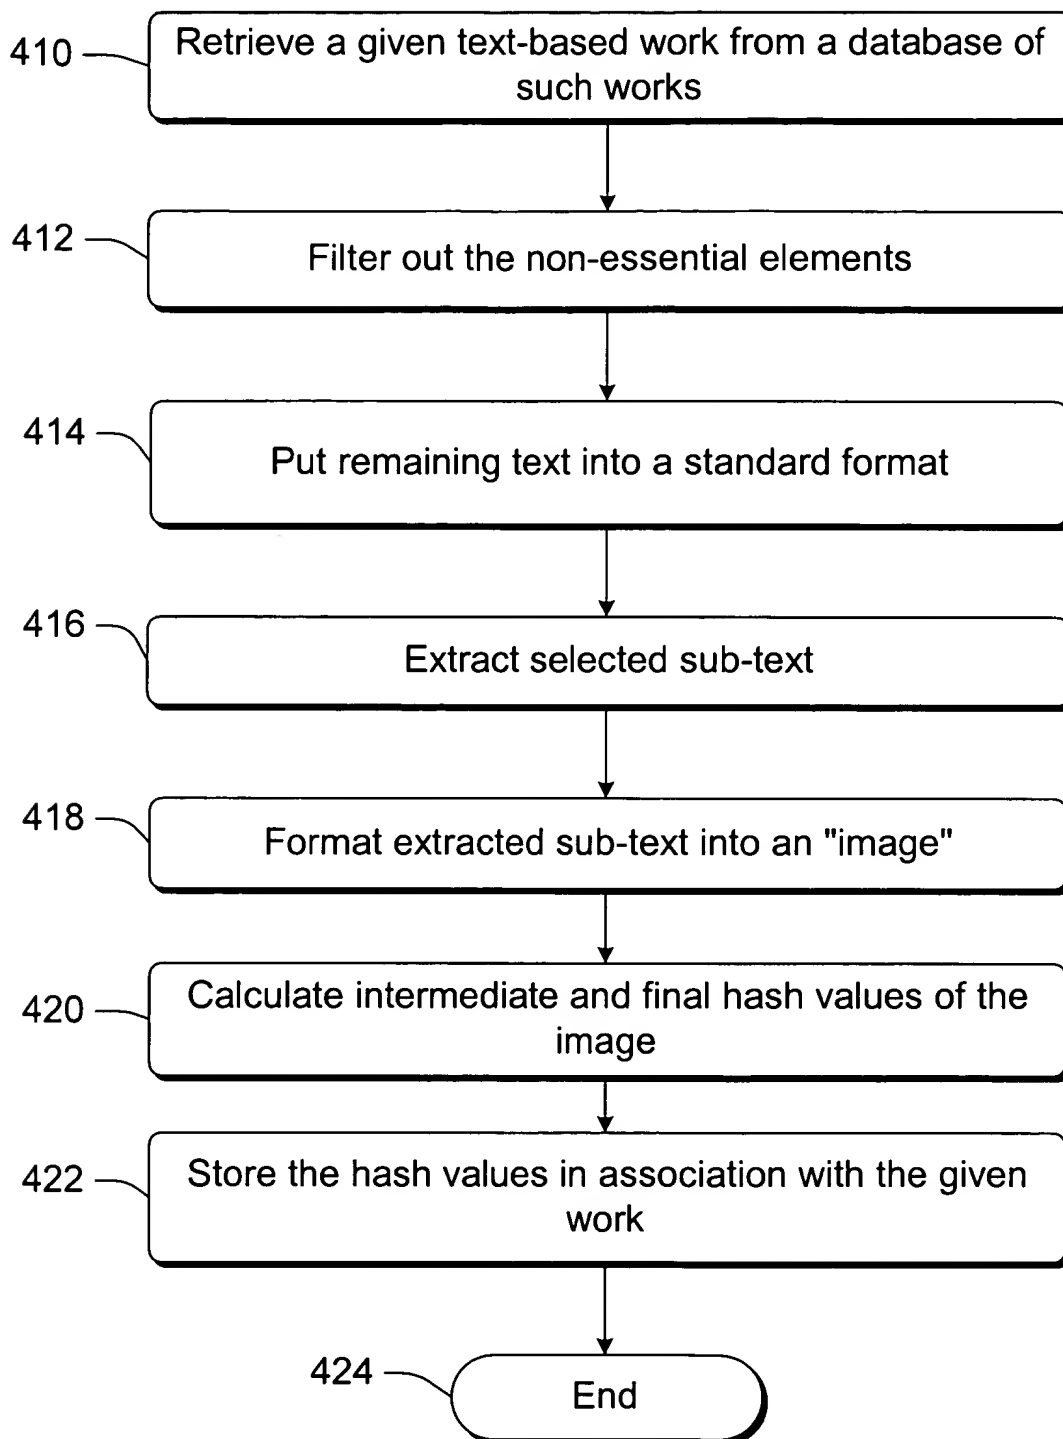 410
Retrieve a given text-based work from a database of
such works
412
Filter out the non-essential elements
414
Put remaining text into a standard format
416
Extract selected sub-text
418
Format extracted sub-text into an "image"
420
Calculate intermediate and final hash values of the
image
422
Store the hash values in association with the given
work
424
End